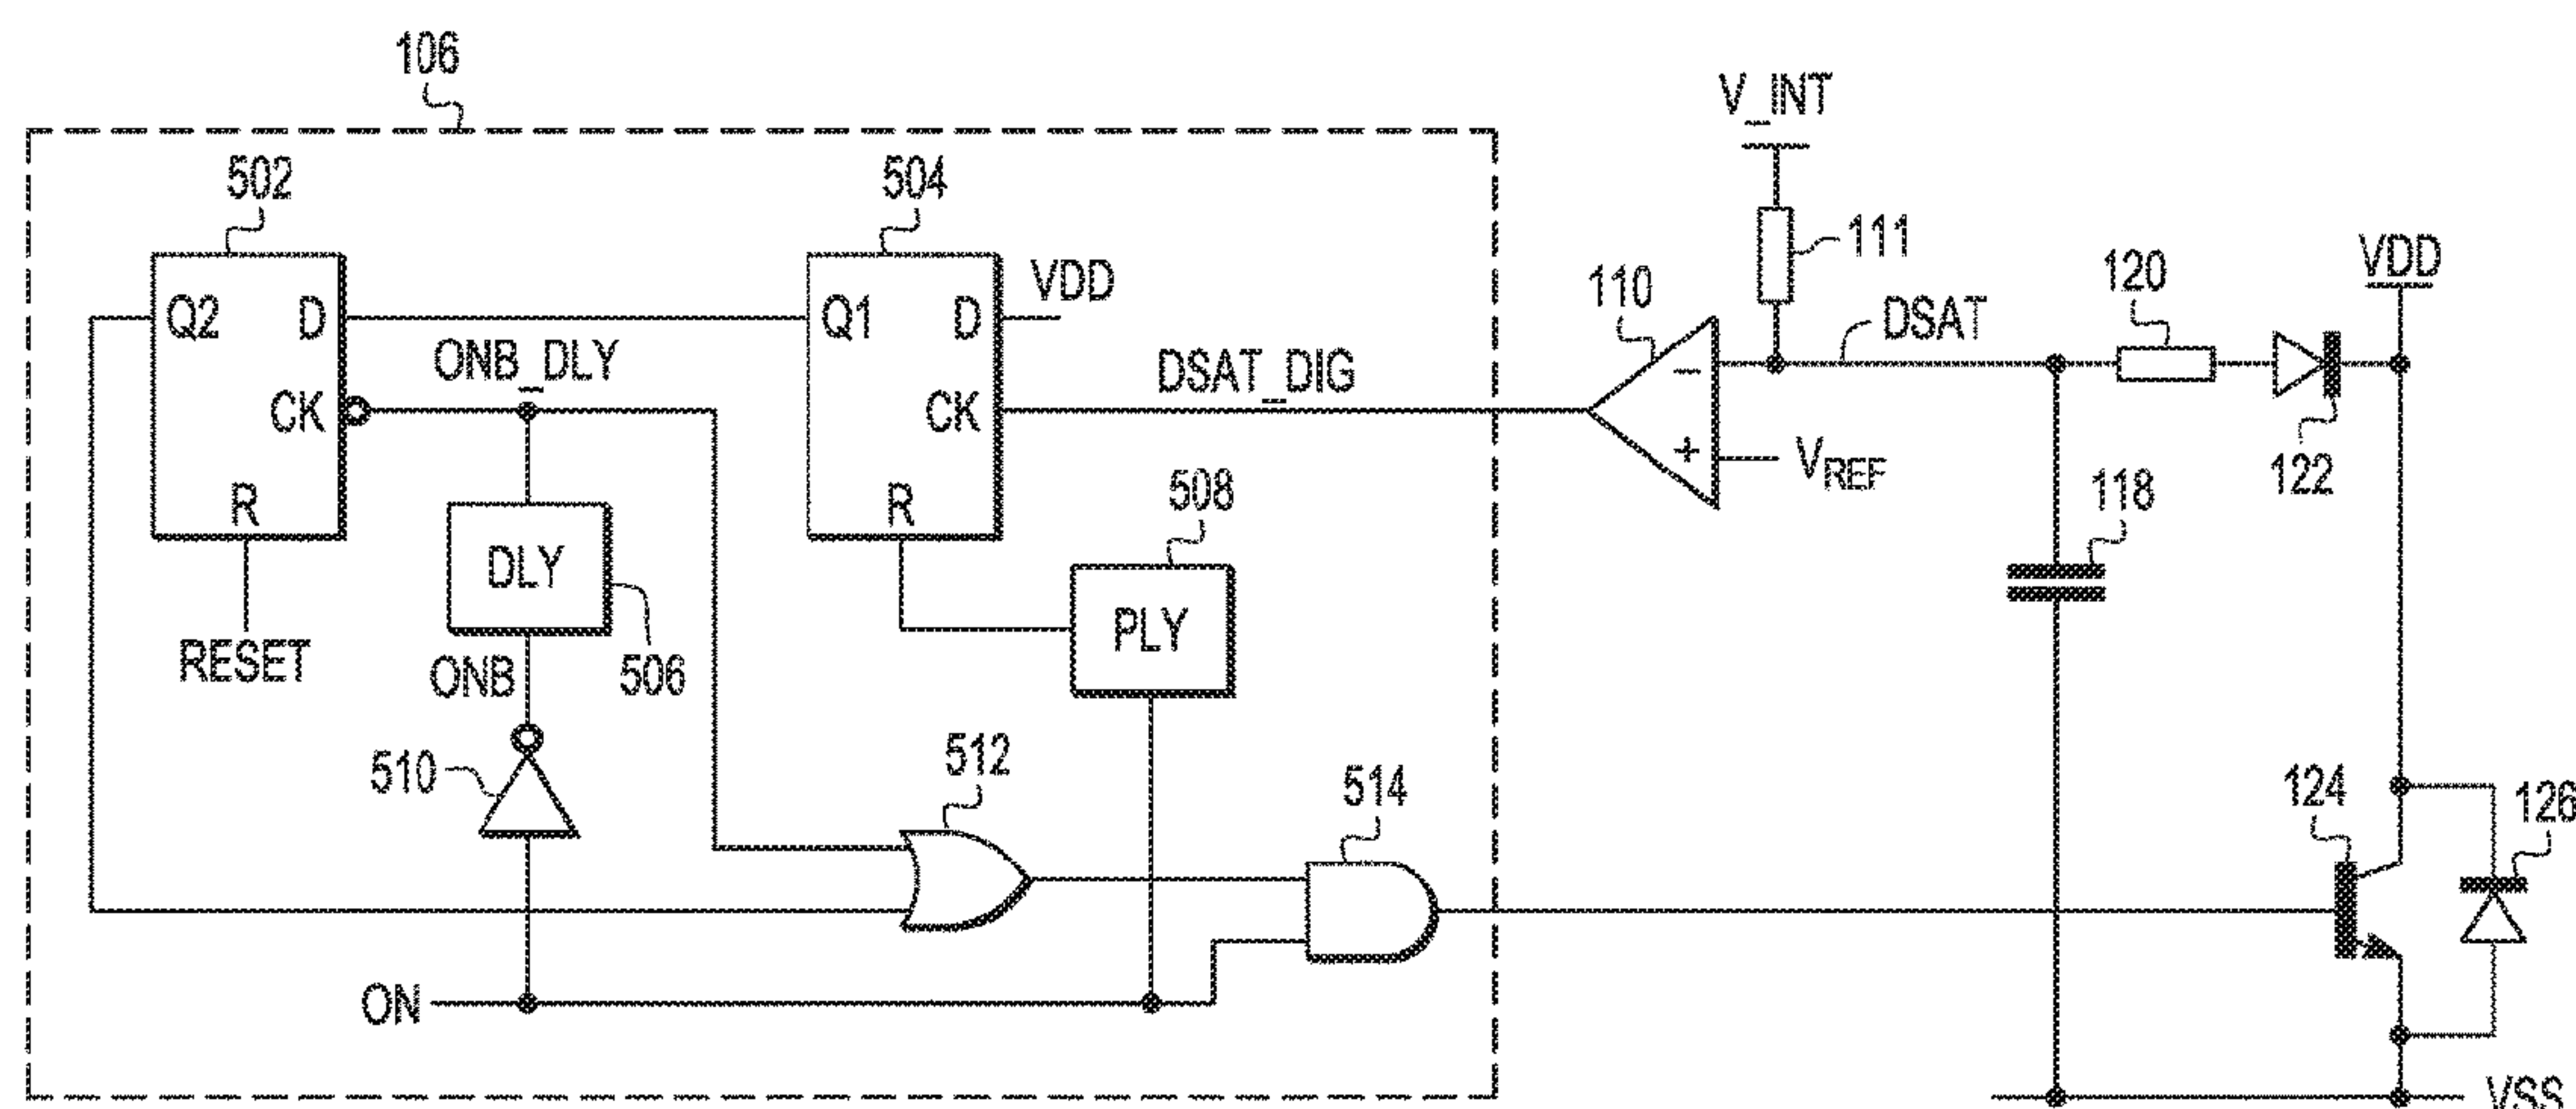 106
V_INT
502
504
111
VDD
110
120
Q2
D
Q1
D
VDD
DSAT
ONB_DLY
DSAT_DIG
−
CK
CK
+
VREF
122
508
118
R
R
DLY
PLY
RESET
ONB
506
510
512
514
124
126
ON
VSS